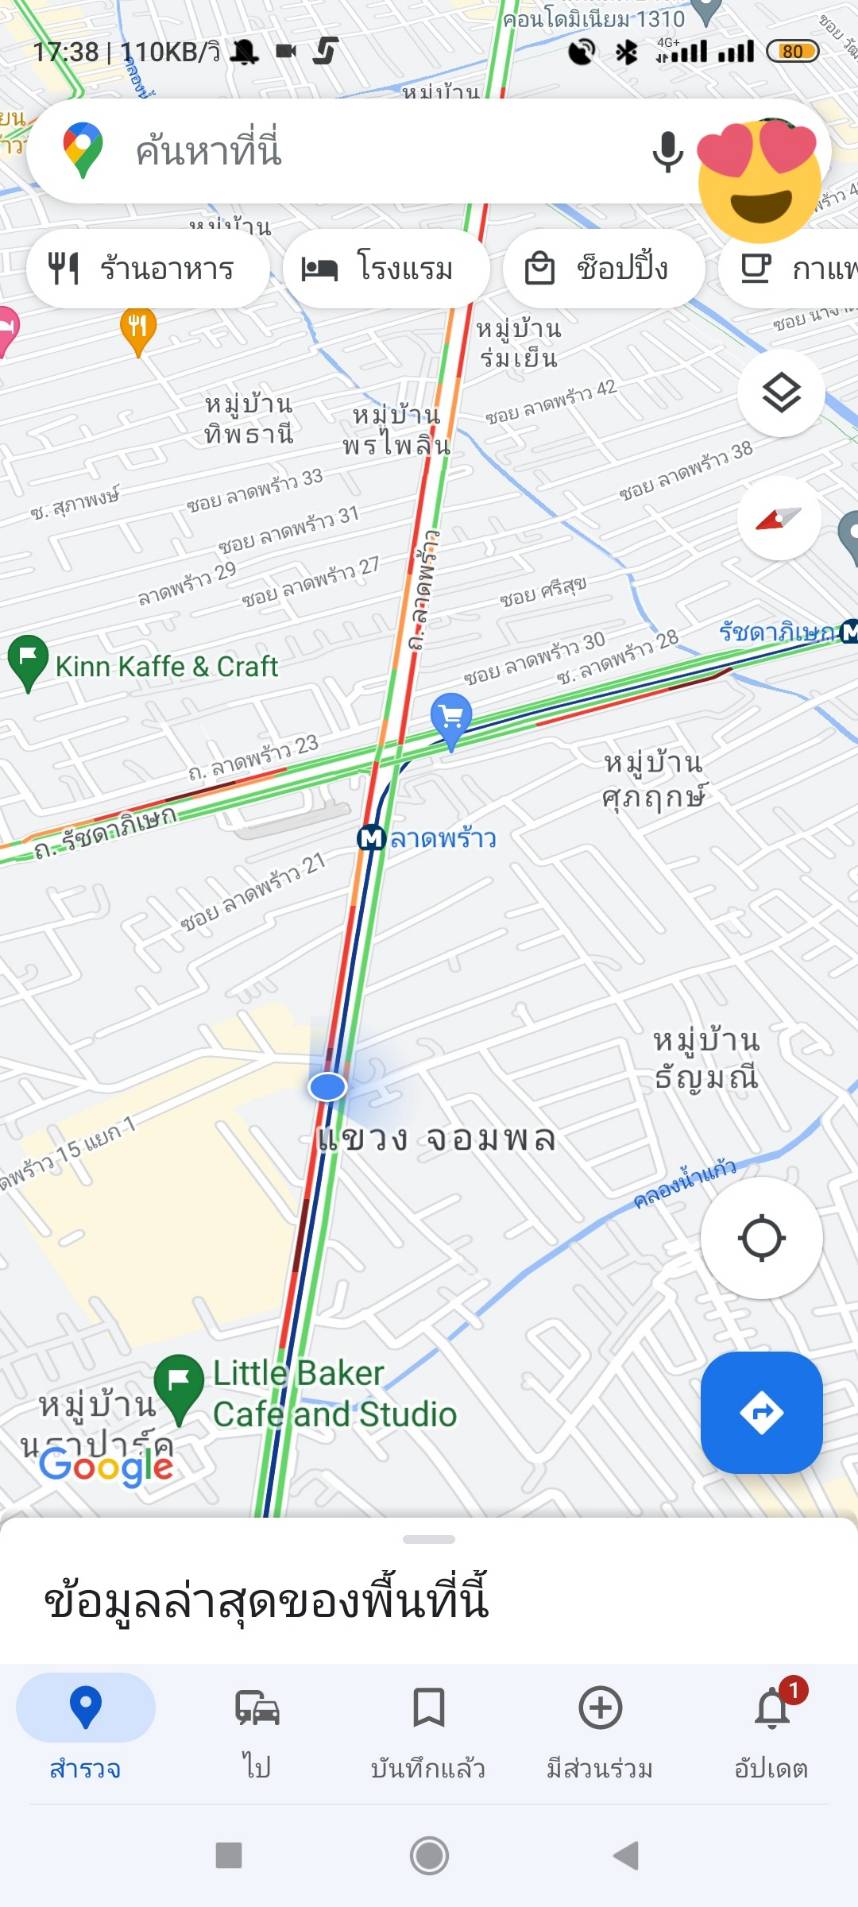 คอนโดมิเนียม 1310
17:38 | 110KB/วิ
4G+
80
หมู่บ้าน
ค้นหาที่นี่
หมู่บ้าน
ร้านอาหาร
โรงแรม
ช็อปปิ้ง
หมู่บ้าน
ร่มเย็น
ซอย ลาดพร้าว 42
หมู่บ้าน
ทิพธานี
หมู่บ้าน
พรไพลิน
ซอย ลาดพร้าว 38
ซอย ลาดพร้าว 33
ซ. สุภาพงษ์
ซอย ลาดพร้าว 31
ลาดพร้าว 29
ซอย ลาดพร้าว 27
ถ. ลาดพร้าว
ซอย ศรีสุข
รัชดาภิเษก
M
ซอย ลาดพร้าว 30
ซ. ลาดพร้าว 28
Kinn Kaffe & Craft
ถ. ลาดพร้าว 23
หมู่บ้าน
ศุภฤกษ์
ถ. รัชดาภิเษก
M ลาดพร้าว
ซอย ลาดพร้าว 21
หมู่บ้าน
ธัญมณี
แขวง จอมพล
คลองน้ำแก้ว
Little Baker
Cafe and Studio
หมู่บ้าน
นราปาร์ค
Google
ข้อมูลล่าสุดของพื้นที่นี้
1
สำรวจ
ไป
บันทึกแล้ว
มีส่วนร่วม
อัปเดต